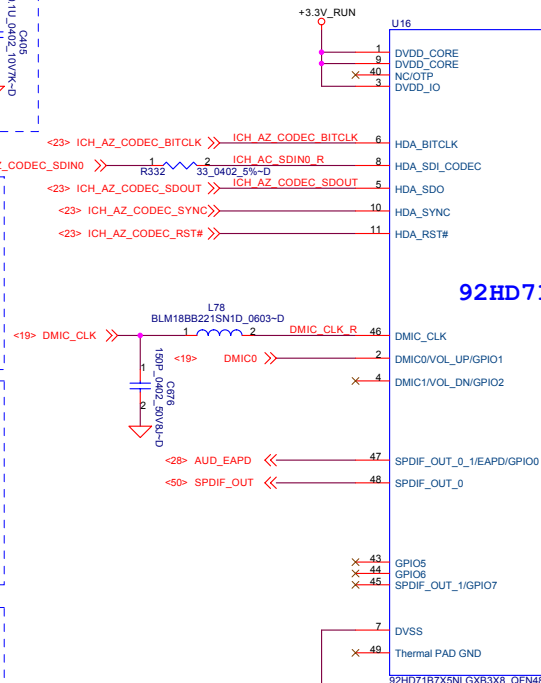 .1U_0402_10V7K~D
C405
+3.3V_RUN
U16
1 DVDD_CORE
9 DVDD_CORE
40 NC/OTP
3 DVDD_IO
<23> ICH_AZ_CODEC_BITCLK ICH_AZ_CODEC_BITCLK 6 HDA_BITCLK
Z_CODEC_SDIN0 1 2 ICH_AC_SDIN0_R 8 HDA_SDI_CODEC
R332 33_0402_5%~D
<23> ICH_AZ_CODEC_SDOUT ICH_AZ_CODEC_SDOUT 5 HDA_SDO
<23> ICH_AZ_CODEC_SYNC 10 HDA_SYNC
<23> ICH_AZ_CODEC_RST# 11 HDA_RST#
92HD71
L78
BLM18BB221SN1D_0603~D
<19> DMIC_CLK 1 2 DMIC_CLK_R 46 DMIC_CLK
<19> DMIC0 2 DMIC0/VOL_UP/GPIO1
1
2
C676
150P_0402_50V8J~D
4 DMIC1/VOL_DN/GPIO2
<28> AUD_EAPD 47 SPDIF_OUT_0_1/EAPD/GPIO0
<50> SPDIF_OUT 48 SPDIF_OUT_0
43 GPIO5
44 GPIO6
45 SPDIF_OUT_1/GPIO7
7 DVSS
49 Thermal PAD GND
92HD71B7X5NLGXB3X8_QFN48